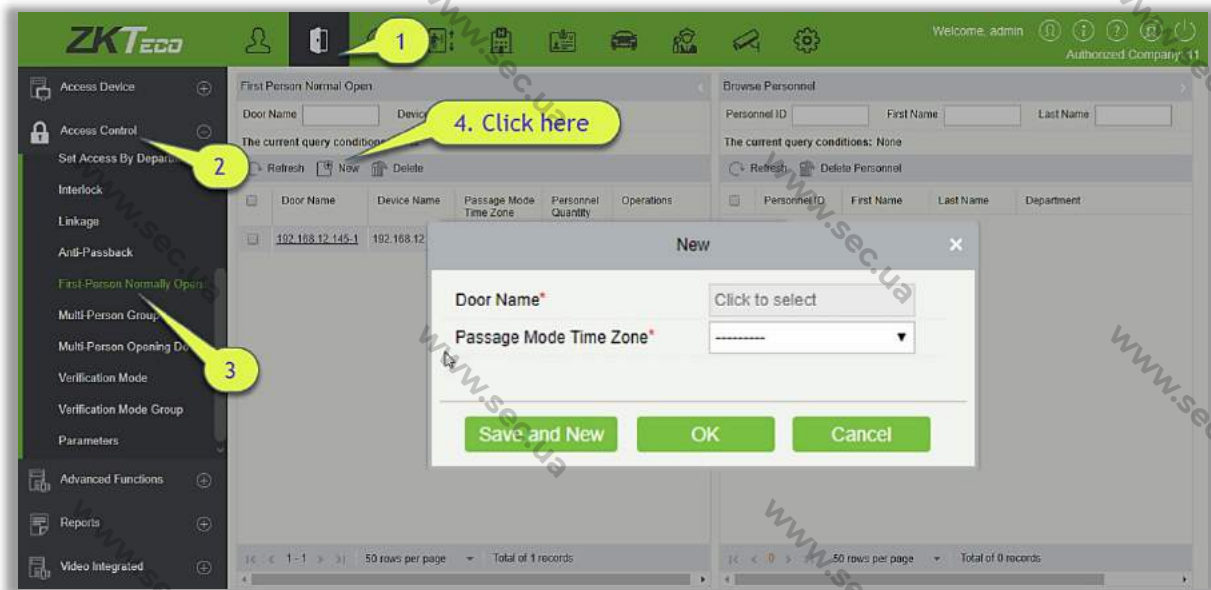 ZKTeco
1
Welcome, admin
Authorized Company: 11
Access Device
Access Control
2
Set Access By Depart
Interlock
Linkage
Anti-Passback
First-Person Normally Open
3
Multi-Person Group
Multi-Person Opening Do
Verification Mode
Verification Mode Group
Parameters
Advanced Functions
Reports
Video Integrated
First Person Normal Open
Door Name
Device
4. Click here
The current query conditions
Refresh New Delete
Door Name Device Name Passage Mode Time Zone Personnel Quantity Operations
192.168.12.145-1 192.168.12
1-1 50 rows per page Total of 1 records
Browse Personnel
Personnel ID First Name Last Name
The current query conditions: None
Refresh Delete Personnel
Personnel ID First Name Last Name Department
0 50 rows per page Total of 0 records
New
Door Name* Click to select
Passage Mode Time Zone* ---------
Save and New OK Cancel
www.sec.ua